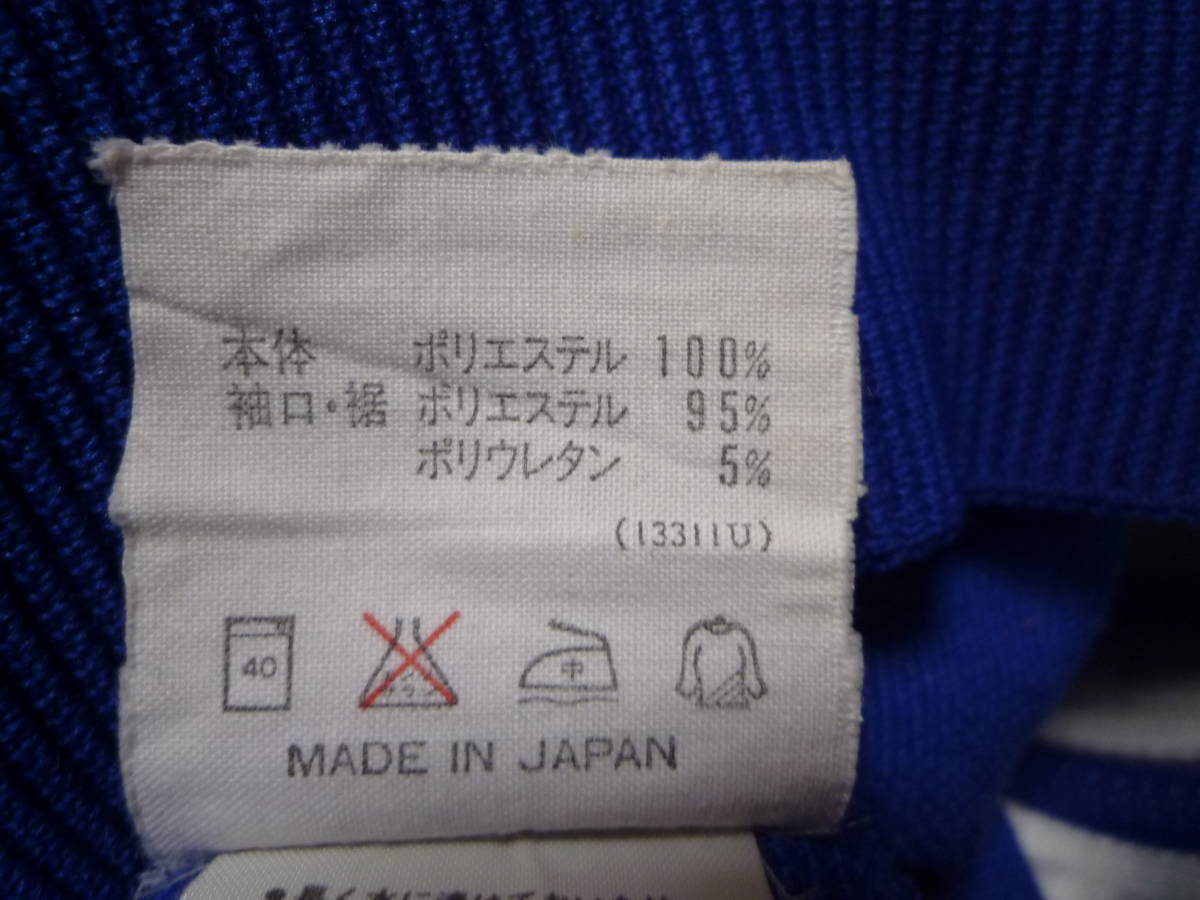 本体 ポリエステル 100%
袖口・裾 ポリエステル 95%
ポリウレタン 5%
(13311U)
40
中
MADE IN JAPAN